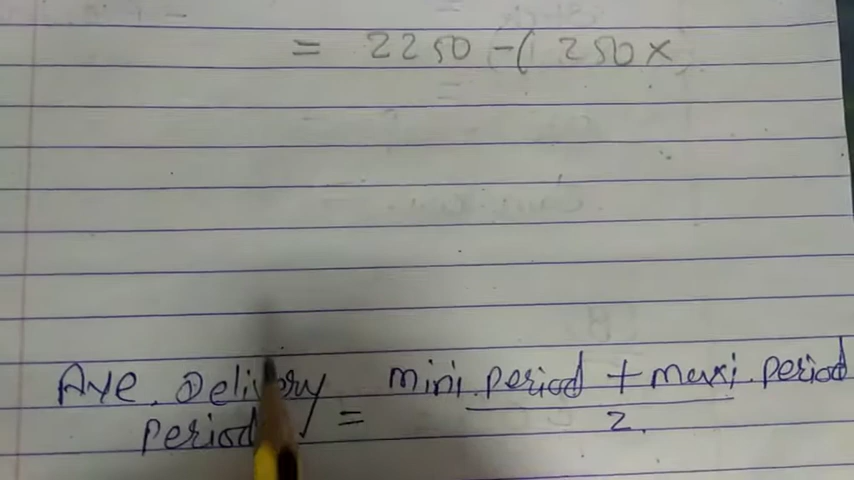 = 2250 - ( 250 x
Ave. Delivery period = mini. period + maxi. period
2.